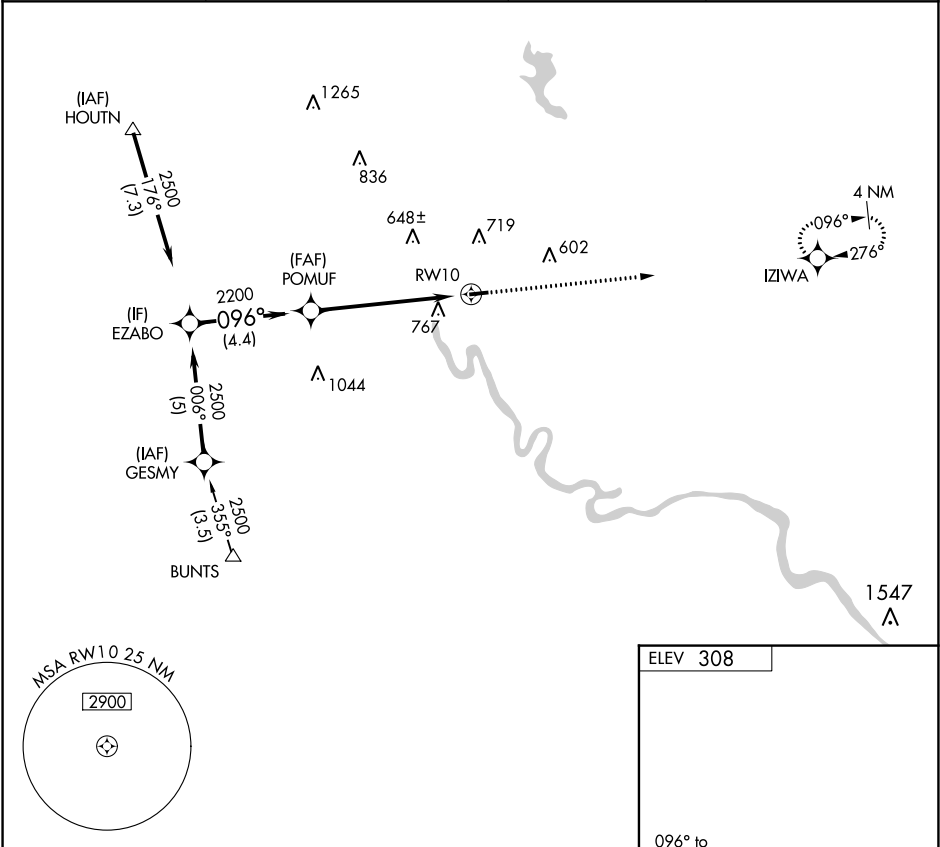 1265
(IAF)
HOUTN
836
2500
176°
(7.3)
4 NM
648±
719
096°
602
276°
(FAF)
POMUF
RW10
IZIWA
2200
(IF)
EZABO
096°
(4.4)
767
1044
2500
006°
(5)
(IAF)
GESMY
2500
355°
(3.5)
BUNTS
1547
MSA RW10 25 NM
2900
ELEV 308
096° to